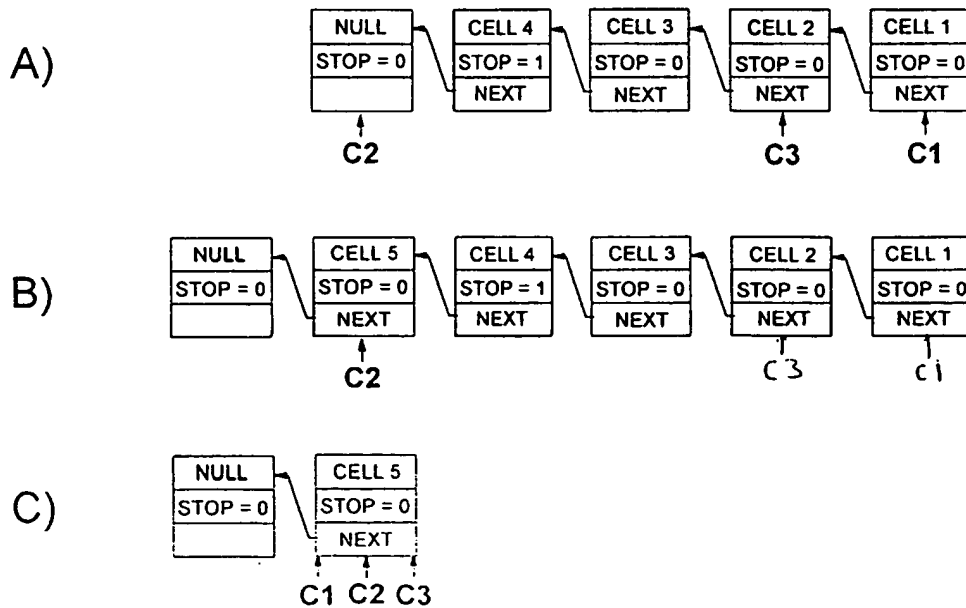 A)
NULL CELL 4 CELL 3 CELL 2 CELL 1
STOP = 0 STOP = 1 STOP = 0 STOP = 0 STOP = 0
NEXT NEXT NEXT NEXT
C2 C3 C1
B)
NULL CELL 5 CELL 4 CELL 3 CELL 2 CELL 1
STOP = 0 STOP = 0 STOP = 1 STOP = 0 STOP = 0 STOP = 0
NEXT NEXT NEXT NEXT NEXT
C2 C3 C1
C)
NULL CELL 5
STOP = 0 STOP = 0
NEXT
C1 C2 C3